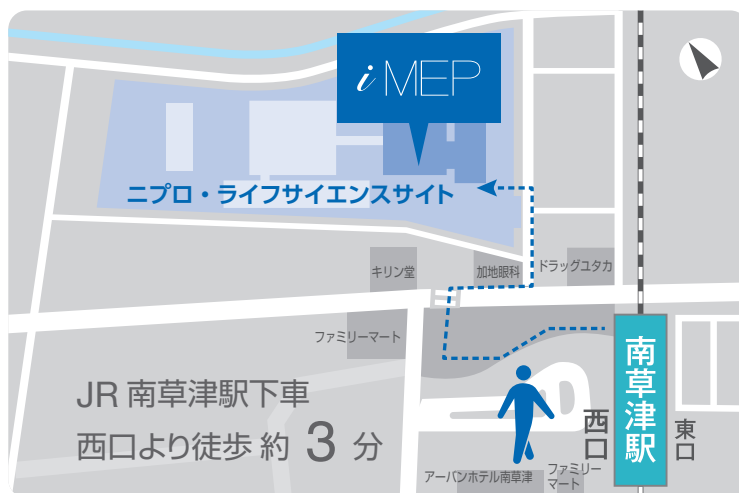 i MEP
ニプロ・ライフサイエンスサイト
キリン堂
加地眼科
ドラッグユタカ
ファミリーマート
JR 南草津駅下車
西口より徒歩 約 3 分
南草津駅
西口
東口
アーバンホテル南草津
ファミリー
マート